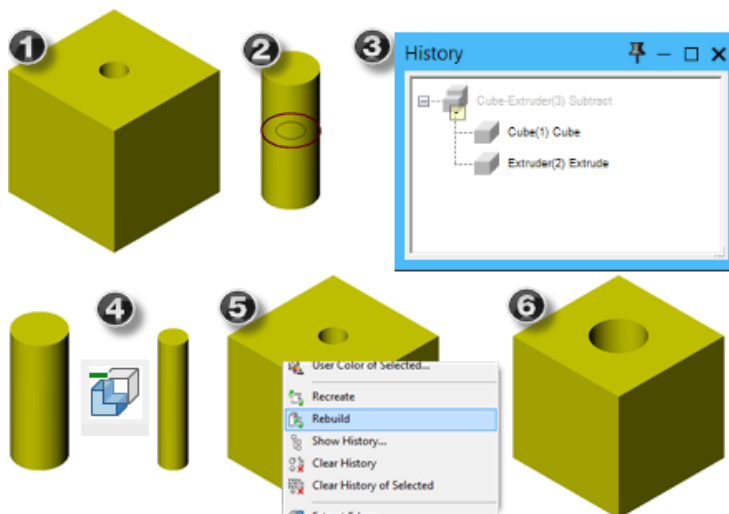 1
2
3
History
Cube-Extruder(3) Subtract
Cube(1) Cube
Extruder(2) Extrude
4
5
6
User Color of Selected...
Recreate
Rebuild
Show History...
Clear History
Clear History of Selected